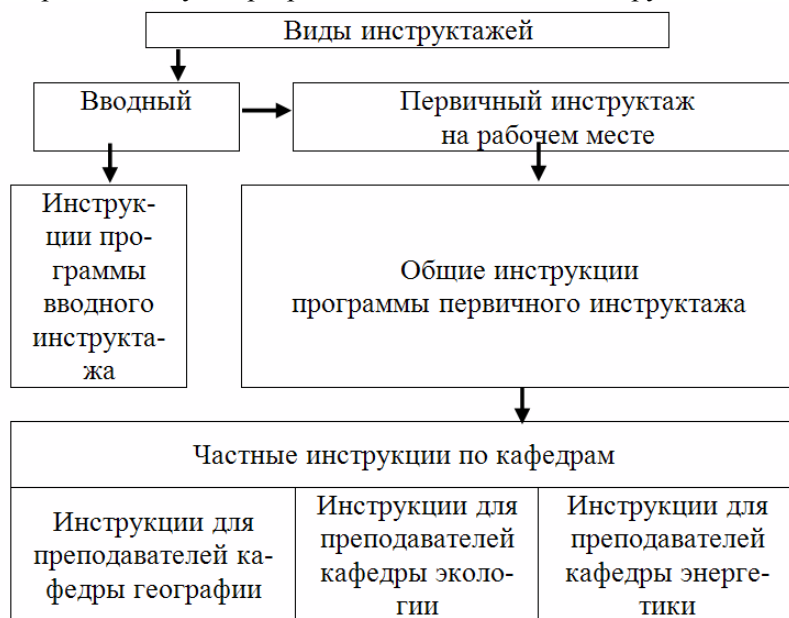 Виды инструктажей
Вводный
Первичный инструктаж
на рабочем месте
Инструк-
ции про-
граммы
вводного
инструкта-
жа
Общие инструкции
программы первичного инструктажа
Частные инструкции по кафедрам
Инструкции для
преподавателей ка-
федры географии
Инструкции для
преподавателей
кафедры эколо-
гии
Инструкции для
преподавателей
кафедры энерге-
тики